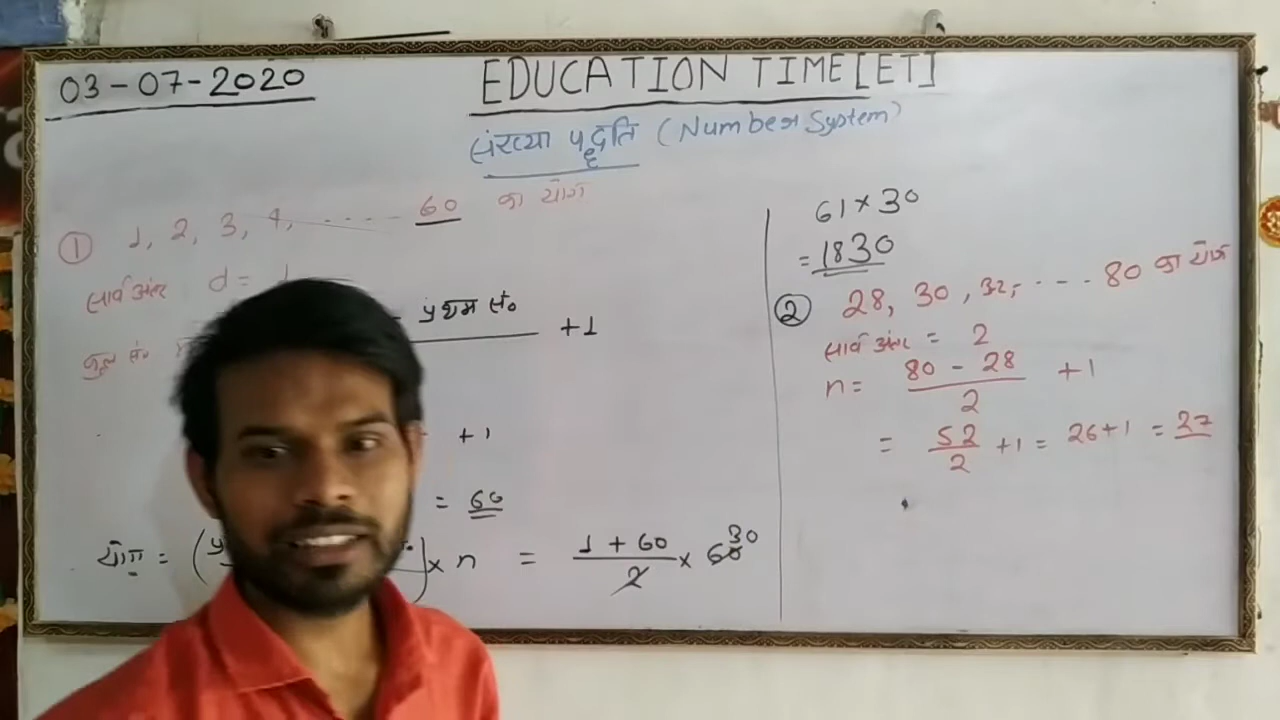 03-07-2020
EDUCATION TIME [ET]
संख्या पद्धति (Number System)
① 1, 2, 3, 4, ---- 60 का योग
सार्व अंतर d = 1
प्रथम सं० +1
कुल सं०
+1
= 60
योग = ( ) × n = 1 + 60 / 2 × 60 30
61 × 30
= 1830
② 28, 30, 32, --- 80 का योग
सार्व अंतर = 2
n = 80 - 28 / 2 + 1
= 52 / 2 + 1 = 26+1 = 27